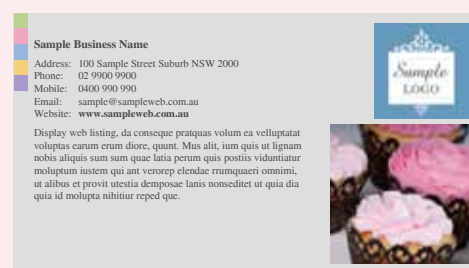 Sample Business Name
Address: 100 Sample Street Suburb NSW 2000
Phone: 02 9900 9900
Mobile: 0400 990 990
Email: sample@sampleweb.com.au
Website: www.sampleweb.com.au
Display web listing, da conseque pratquas volum ea velluptatat
voluptas earum erum diore, quunt. Mus alit, ium quis ut lignam
nobis aliquis sum sum quae latia perum quis postiis viduntiatur
moluptum iustem qui ant verorep elendae rrumquaeri omnimi,
ut alibus et provit utestia demposae lanis nonseditet ut quia dia
quia id molupta nihitiur reped que.
Sample
LOGO